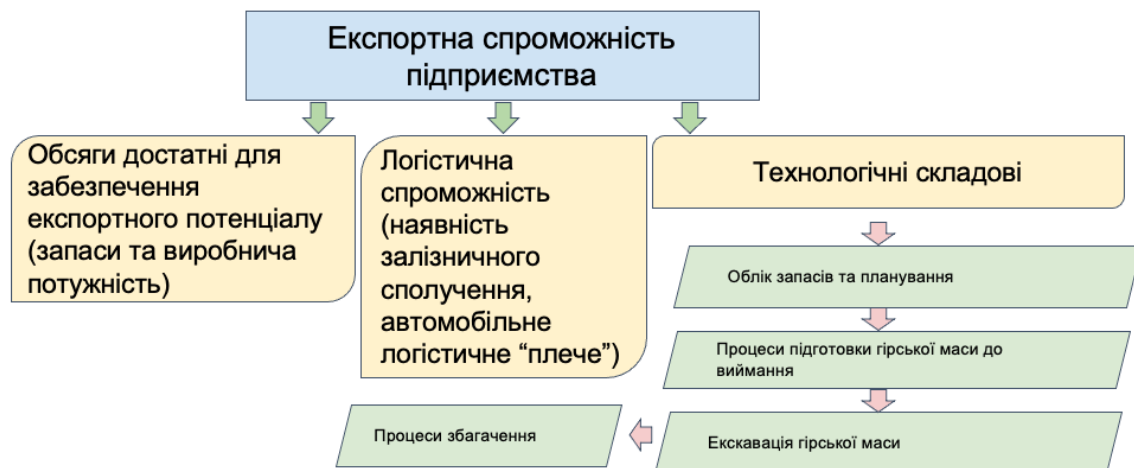 Експортна спроможність
підприємства
Обсяги достатні для
забезпечення
експортного потенціалу
(запаси та виробнича
потужність)
Логістична
спроможність
(наявність
залізничного
сполучення,
автомобільне
логістичне “плече”)
Технологічні складові
Облік запасів та планування
Процеси підготовки гірської маси до
виймання
Екскавація гірської маси
Процеси збагачення